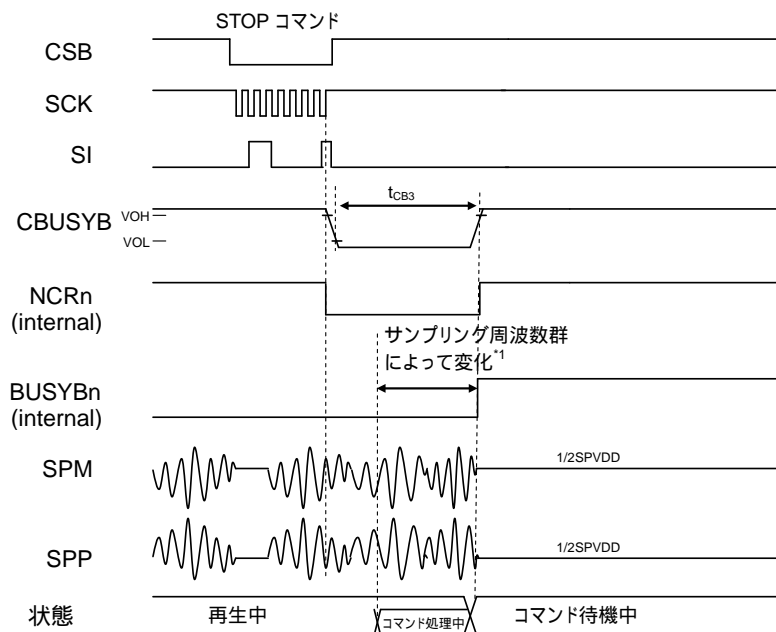 STOP コマンド
CSB
SCK
SI
tCB3
CBUSYB
VOH
VOL
NCRn
(internal)
サンプリング周波数群
によって変化*1
BUSYBn
(internal)
SPM
1/2SPVDD
SPP
1/2SPVDD
状態
再生中
コマンド処理中
コマンド待機中